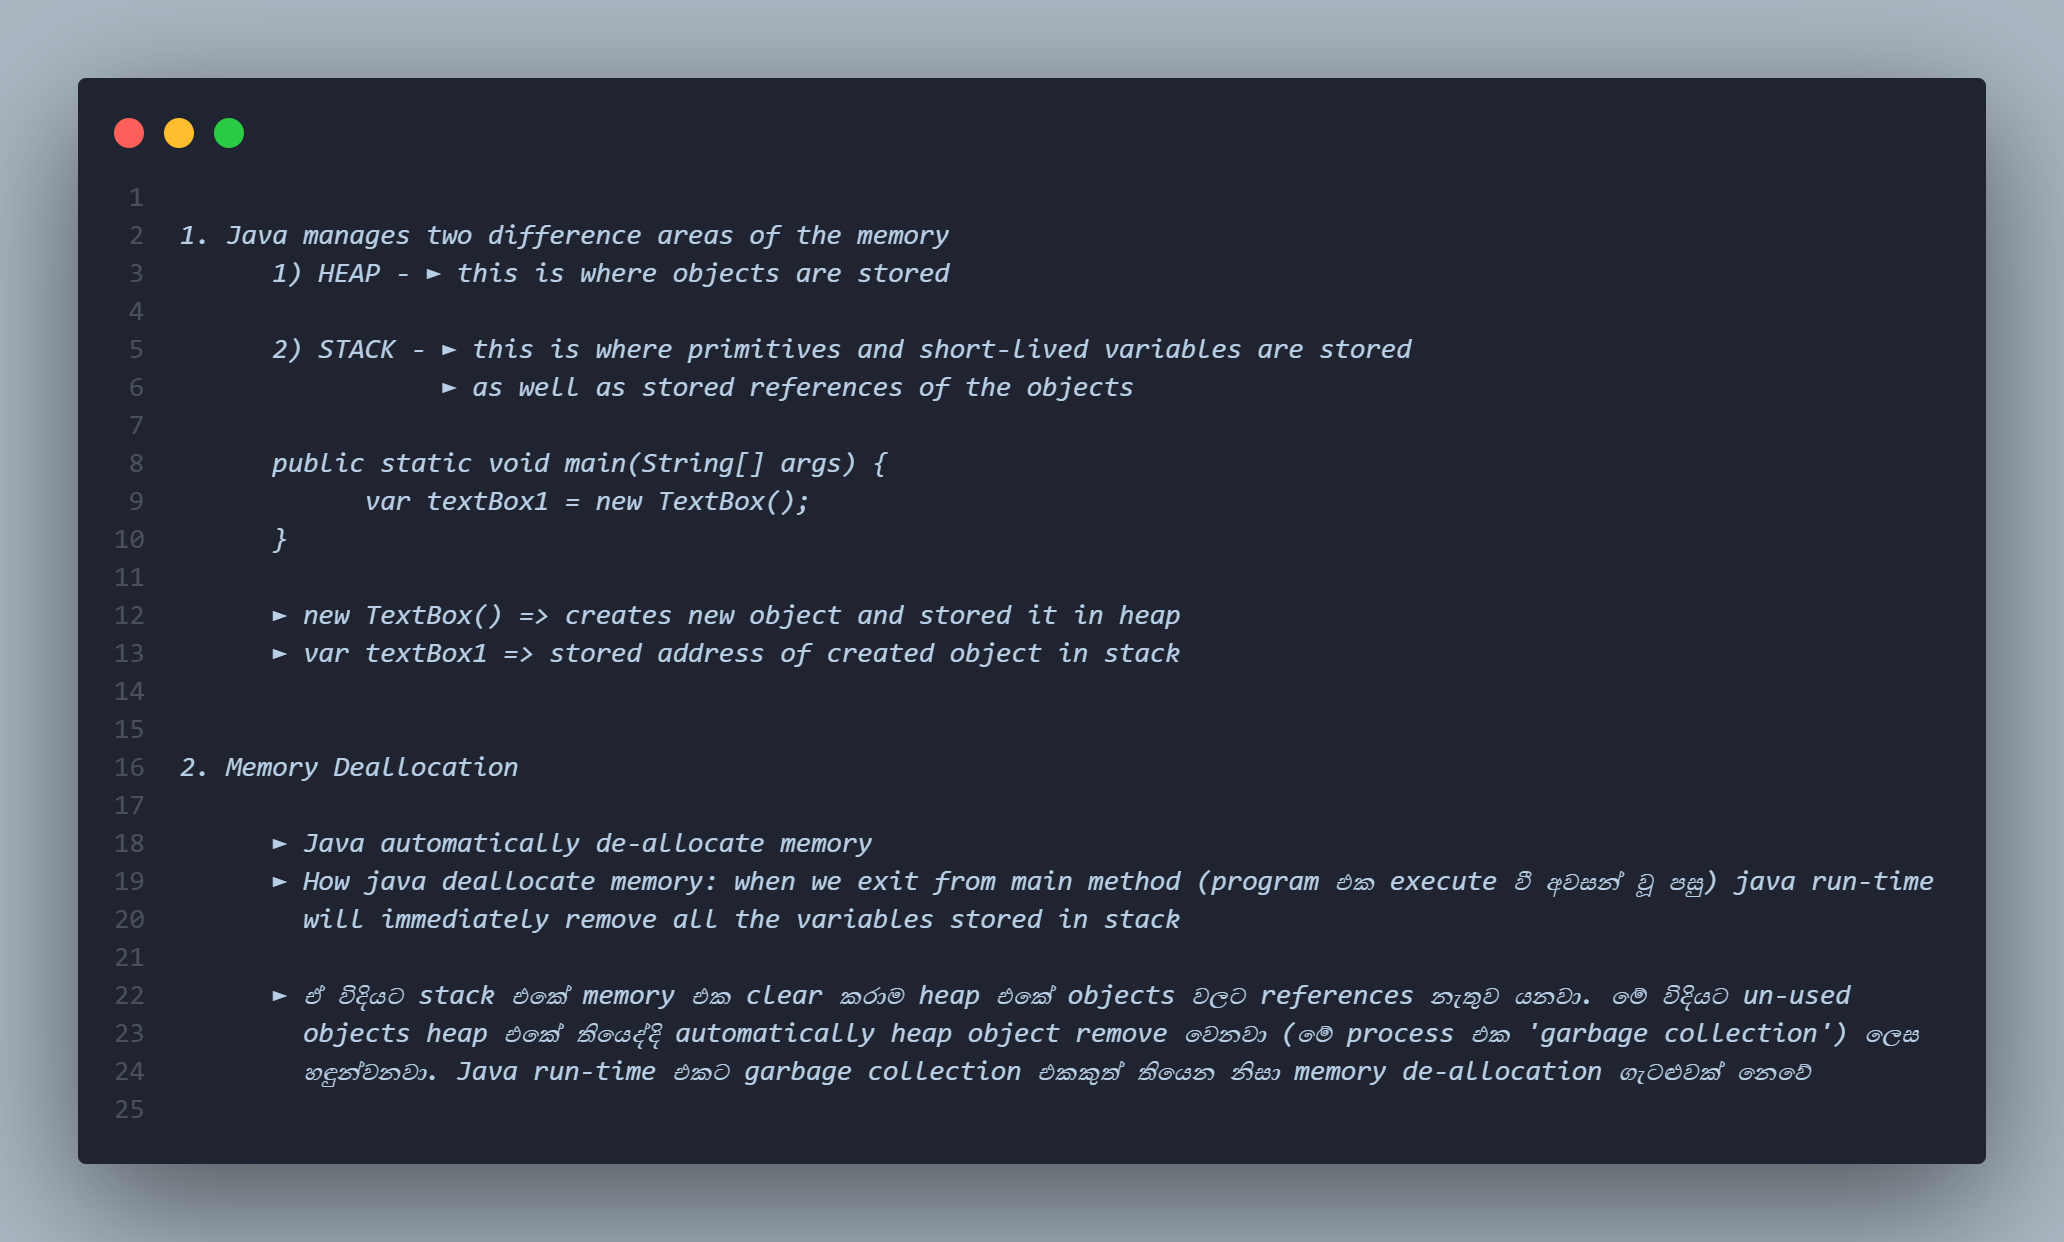 1
2 1. Java manages two difference areas of the memory
3 1) HEAP - ► this is where objects are stored
4
5 2) STACK - ► this is where primitives and short-lived variables are stored
6 ► as well as stored references of the objects
7
8 public static void main(String[] args) {
9 var textBox1 = new TextBox();
10 }
11
12 ► new TextBox() => creates new object and stored it in heap
13 ► var textBox1 => stored address of created object in stack
14
15
16 2. Memory Deallocation
17
18 ► Java automatically de-allocate memory
19 ► How java deallocate memory: when we exit from main method (program එක execute වී අවසන් වූ පසු) java run-time
20 will immediately remove all the variables stored in stack
21
22 ► ඒ විදියට stack එකේ memory එක clear කරාම heap එකේ objects වලට references නැතුව යනවා. මේ විදියට un-used
23 objects heap එකේ තියෙද්දි automatically heap object remove වෙනවා (මේ process එක 'garbage collection') ලෙස
24 හඳුන්වනවා. Java run-time එකට garbage collection එකකුත් තියෙන නිසා memory de-allocation ගැටළුවක් නෙවේ
25